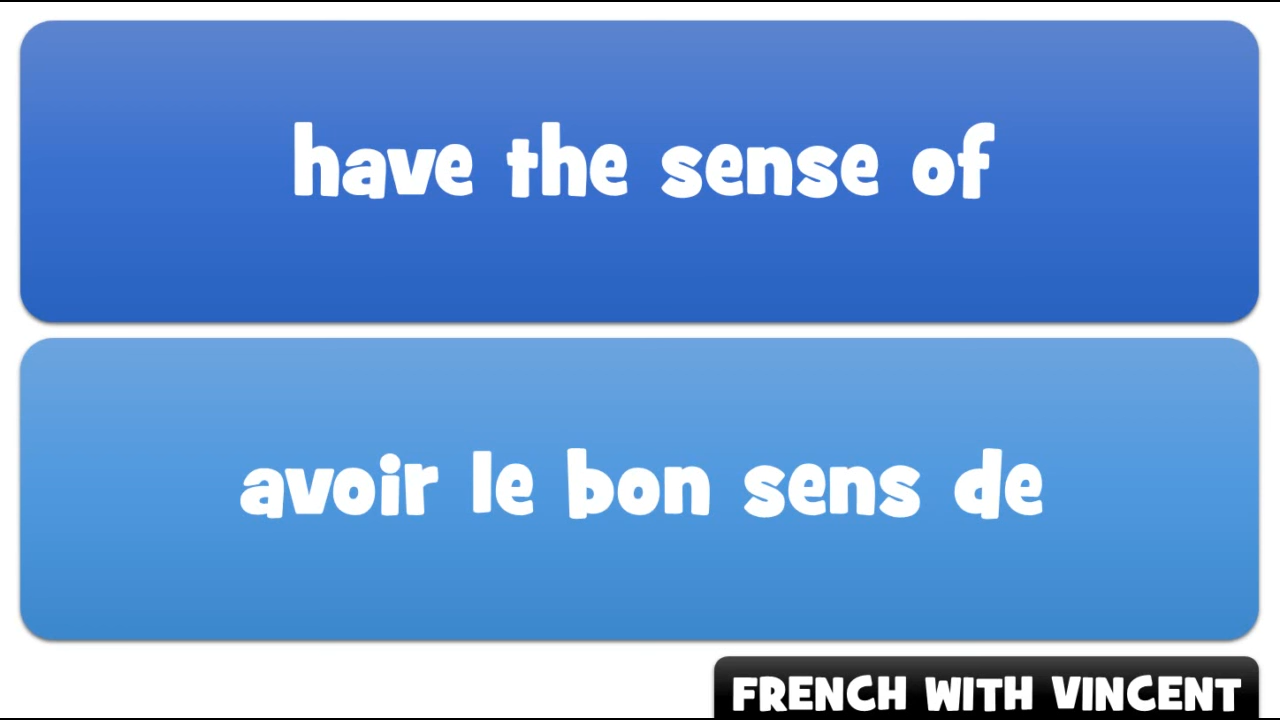 have the sense of
avoir le bon sens de
FRENCH WITH VINCENT